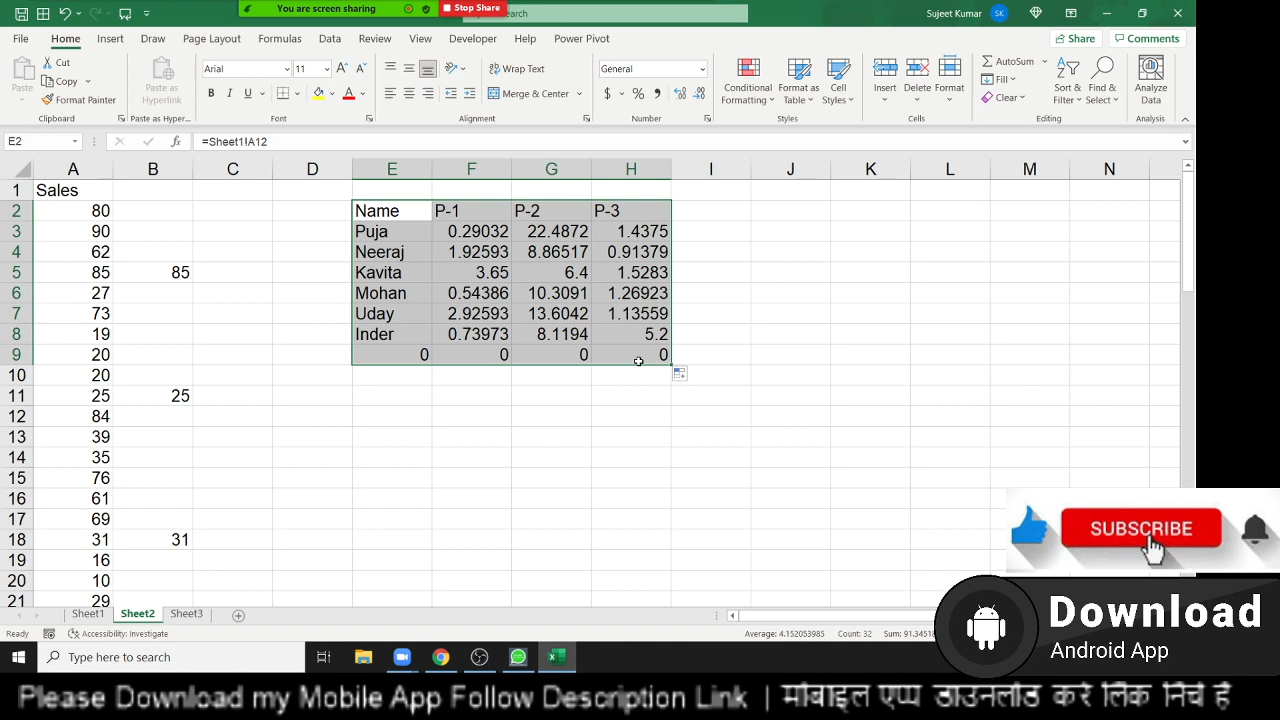 You are screen sharing
Stop Share
Search
Sujeet Kumar SK
File Home Insert Draw Page Layout Formulas Data Review View Developer Help Power Pivot Share Comments
Paste Cut Copy Format Painter Paste as Hyperlink
Arial 11 Wrap Text Merge & Center General
Conditional Formatting Format as Table Cell Styles Insert Delete Format
AutoSum Fill Clear Sort & Filter Find & Select Analyze Data
Clipboard Paste as Hyper... Font Alignment Number Styles Cells Editing Analysis
E2 fx =Sheet1!A12
A B C D E F G H I J K L M N
1 Sales
2 80 Name P-1 P-2 P-3
3 90 Puja 0.29032 22.4872 1.4375
4 62 Neeraj 1.92593 8.86517 0.91379
5 85 85 Kavita 3.65 6.4 1.5283
6 27 Mohan 0.54386 10.3091 1.26923
7 73 Uday 2.92593 13.6042 1.13559
8 19 Inder 0.73973 8.1194 5.2
9 20 0 0 0 0
10 20
11 25 25
12 84
13 39
14 35
15 76
16 61
17 69
18 31 31
19 16
20 10
21 29
SUBSCRIBE
Sheet1 Sheet2 Sheet3
Ready Accessibility: Investigate Average: 4.152053985 Count: 32 Sum: 91.3451
Download
Android App
Type here to search
Please Download my Mobile App Follow Description Link | मोबाइल एप्प डाउनलोड करे लिंक निचे है